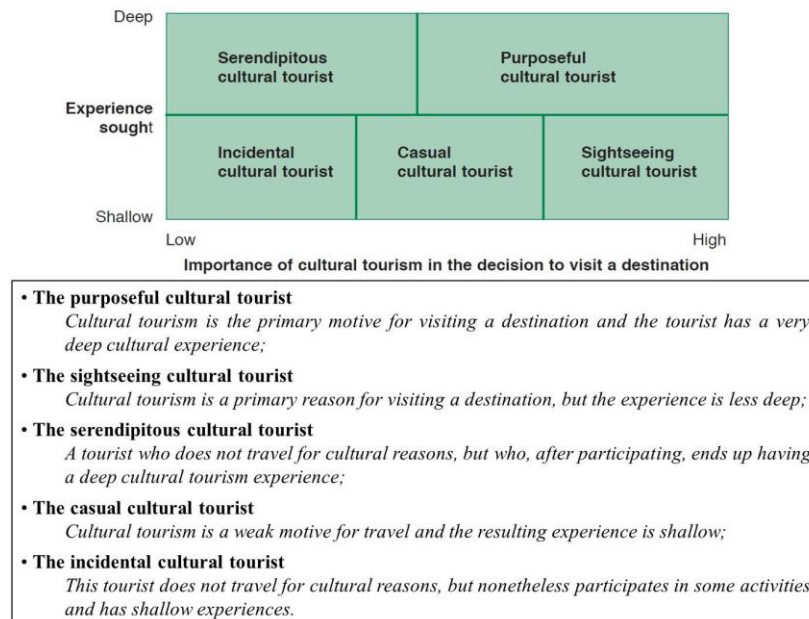 Deep
Serendipitous
cultural tourist
Purposeful
cultural tourist
Experience
sought
Incidental
cultural tourist
Casual
cultural tourist
Sightseeing
cultural tourist
Shallow
Low
High
Importance of cultural tourism in the decision to visit a destination
• The purposeful cultural tourist
Cultural tourism is the primary motive for visiting a destination and the tourist has a very
deep cultural experience;
• The sightseeing cultural tourist
Cultural tourism is a primary reason for visiting a destination, but the experience is less deep;
• The serendipitous cultural tourist
A tourist who does not travel for cultural reasons, but who, after participating, ends up having
a deep cultural tourism experience;
• The casual cultural tourist
Cultural tourism is a weak motive for travel and the resulting experience is shallow;
• The incidental cultural tourist
This tourist does not travel for cultural reasons, but nonetheless participates in some activities
and has shallow experiences.